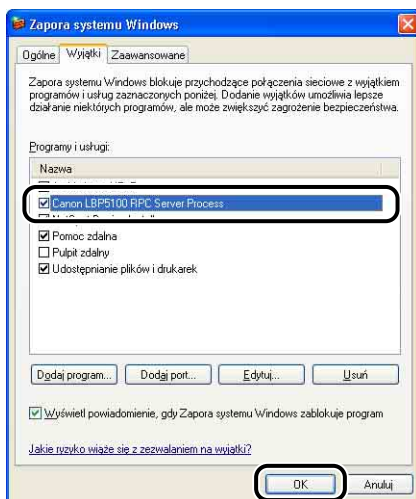 Zapora systemu Windows
Ogólne Wyjątki Zaawansowane
Zapora systemu Windows blokuje przychodzące połączenia sieciowe z wyjątkiem
programów i usług zaznaczonych poniżej. Dodanie wyjątków umożliwia lepsze
działanie niektórych programów, ale może zwiększyć zagrożenie bezpieczeństwa.
Programy i usługi:
Nazwa
Canon LBP5100 RPC Server Process
Pomoc zdalna
Pulpit zdalny
Udostępnianie plików i drukarek
Dodaj program... Dodaj port... Edytuj... Usuń
Wyświetl powiadomienie, gdy Zapora systemu Windows zablokuje program
Jakie ryzyko wiąże się z zezwalaniem na wyjątki?
OK Anuluj